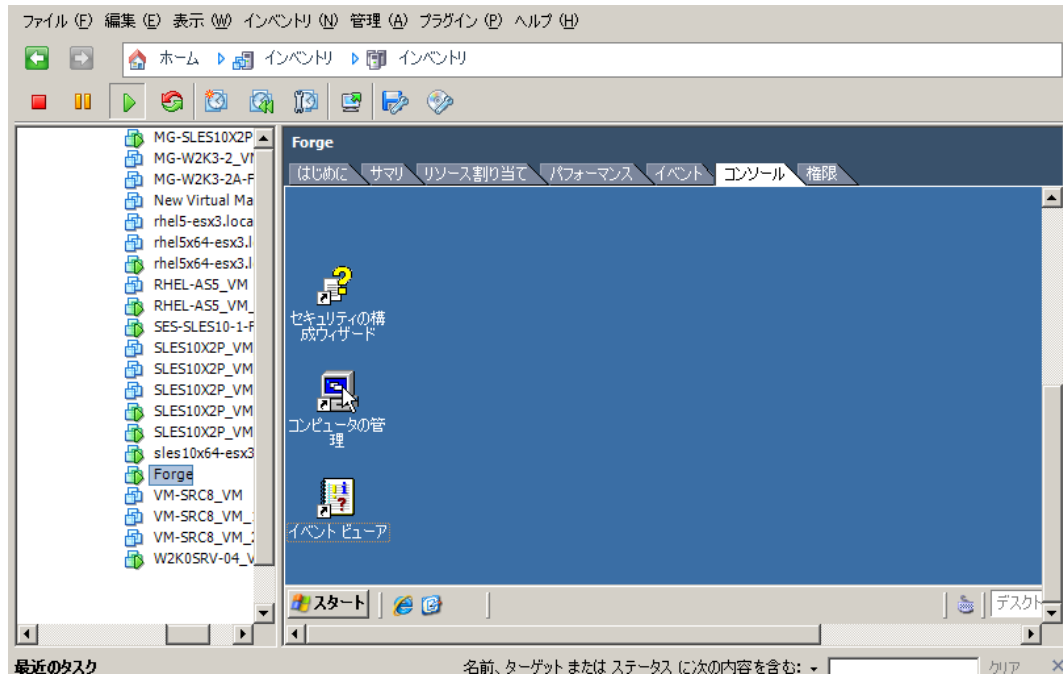 ファイル (F) 編集 (E) 表示 (W) インベントリ (N) 管理 (A) プラグイン (P) ヘルプ (H)
ホーム インベントリ インベントリ
MG-SLES10X2P
MG-W2K3-2_VM
MG-W2K3-2A-F
New Virtual Ma
rhel5-esx3.loca
rhel5x64-esx3.l
rhel5x64-esx3.l
RHEL-AS5_VM
RHEL-AS5_VM_
SES-SLES10-1-F
SLES10X2P_VM
SLES10X2P_VM
SLES10X2P_VM
SLES10X2P_VM
SLES10X2P_VM
sles10x64-esx3
Forge
VM-SRC8_VM
VM-SRC8_VM_
VM-SRC8_VM_2
W2K0SRV-04_V
Forge
はじめに サマリ リソース割り当て パフォーマンス イベント コンソール 権限
セキュリティの構
成ウィザード
コンピュータの管
理
イベント ビューア
スタート デスクト
最近のタスク 名前、ターゲット または ステータス に次の内容を含む: クリア